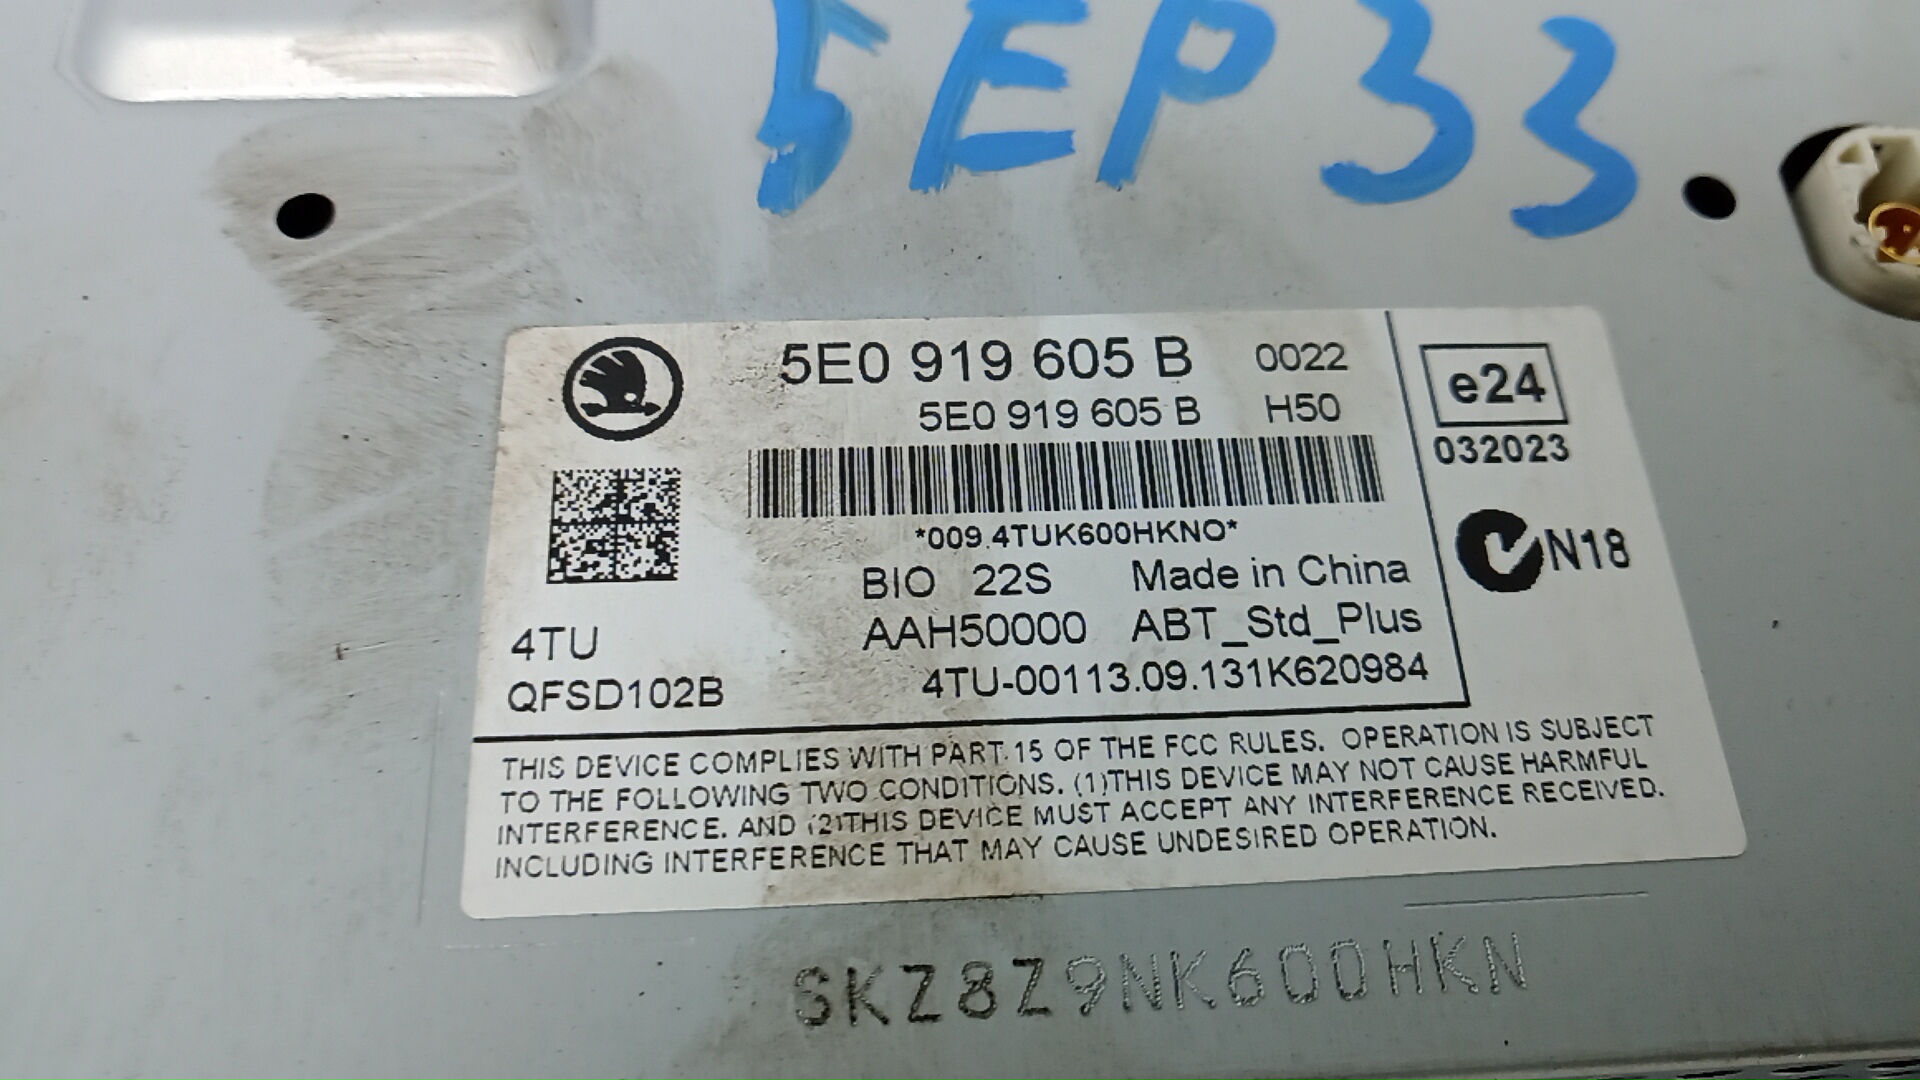 5EP33
5E0 919 605 B 0022
5E0 919 605 B H50
e24
032023
*009.4TUK600HKNO*
N18
BIO 22S Made in China
4TU AAH50000 ABT_Std_Plus
QFSD102B 4TU-00113.09.131K620984
THIS DEVICE COMPLIES WITH PART.15 OF THE FCC RULES. OPERATION IS SUBJECT
TO THE FOLLOWING TWO CONDITIONS. (1)THIS DEVICE MAY NOT CAUSE HARMFUL
INTERFERENCE. AND (2)THIS DEVICE MUST ACCEPT ANY INTERFERENCE RECEIVED.
INCLUDING INTERFERENCE THAT MAY CAUSE UNDESIRED OPERATION.
SKZ8Z9NK600HKN